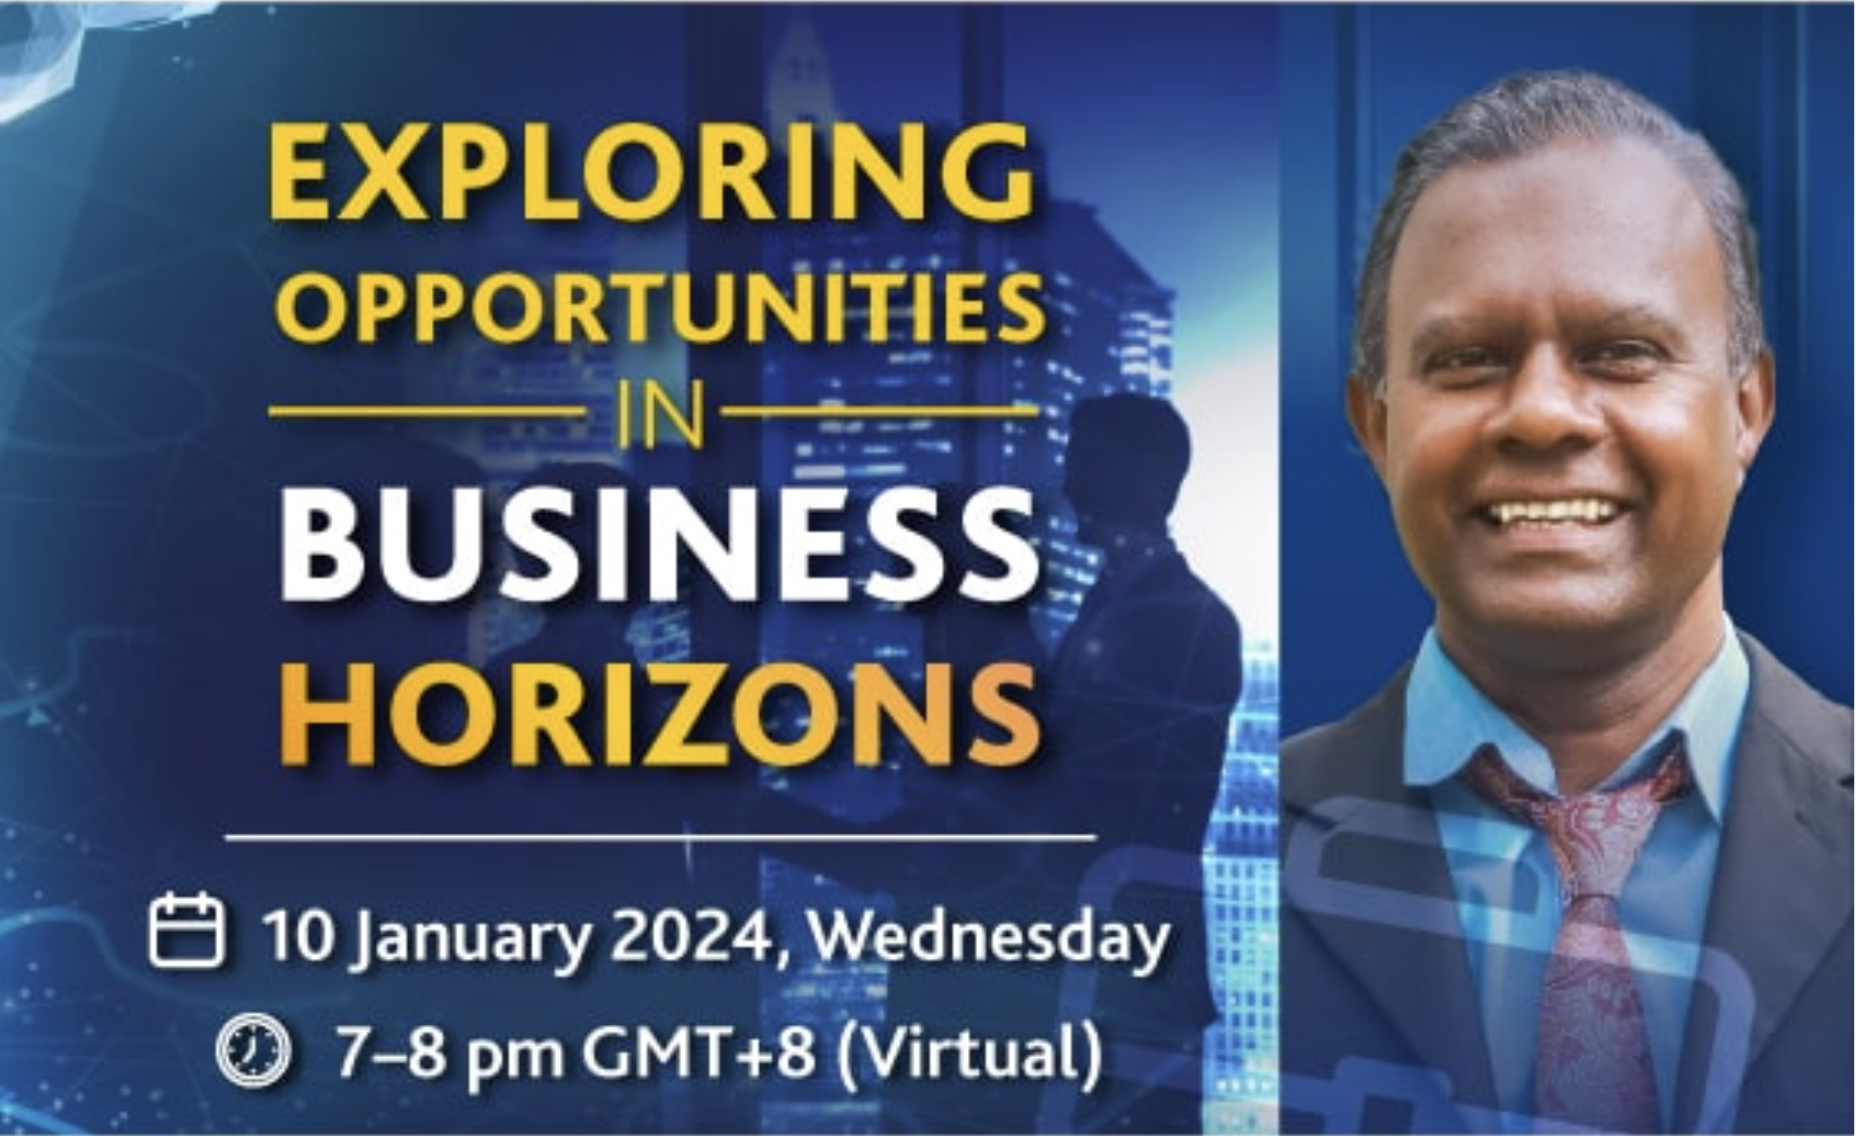 EXPLORING
OPPORTUNITIES
IN
BUSINESS
HORIZONS
10 January 2024, Wednesday
7–8 pm GMT+8 (Virtual)